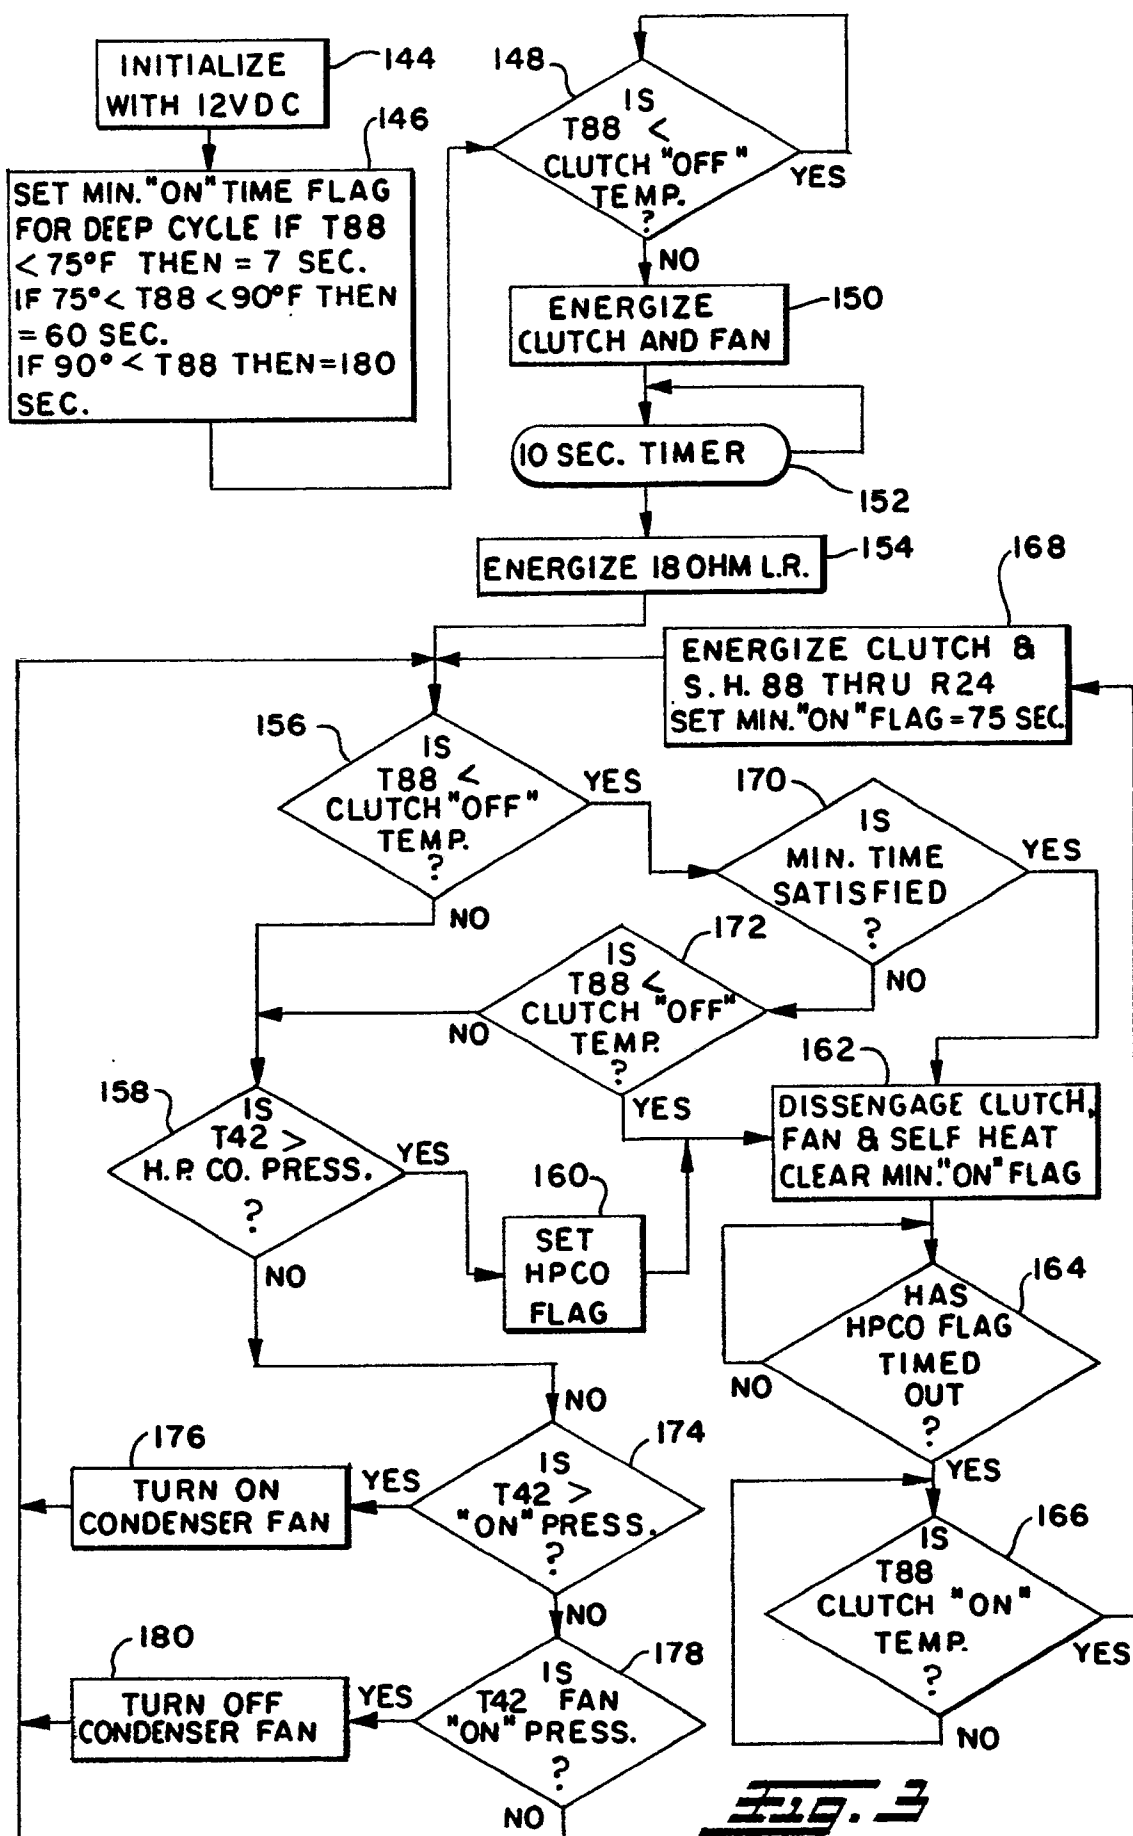 INITIALIZE
WITH 12VDC
144
146
SET MIN."ON" TIME FLAG
FOR DEEP CYCLE IF T88
<75°F THEN = 7 SEC.
IF 75°< T88 <90°F THEN
= 60 SEC.
IF 90° < T88 THEN=180
SEC.
148
IS
T88 <
CLUTCH "OFF"
TEMP.
?
YES
NO
ENERGIZE
CLUTCH AND FAN
150
10 SEC. TIMER
152
ENERGIZE 18 OHM L.R.
154
168
ENERGIZE CLUTCH &
S.H. 88 THRU R24
SET MIN."ON" FLAG = 75 SEC.
156
IS
T88 <
CLUTCH "OFF"
TEMP.
?
YES
NO
170
IS
MIN. TIME
SATISFIED
?
YES
NO
172
IS
T88 <
CLUTCH "OFF"
TEMP.
?
NO
YES
162
DISSENGAGE CLUTCH,
FAN & SELF HEAT
CLEAR MIN."ON" FLAG
158
IS
T42 >
H.P. CO. PRESS.
?
YES
NO
160
SET
HPCO
FLAG
164
HAS
HPCO FLAG
TIMED
OUT
?
NO
YES
NO
174
IS
T42 >
"ON" PRESS.
?
YES
NO
176
TURN ON
CONDENSER FAN
166
IS
T88
CLUTCH "ON"
TEMP.
?
YES
NO
178
IS
T42 FAN
"ON" PRESS.
?
YES
NO
180
TURN OFF
CONDENSER FAN
Fig. 3